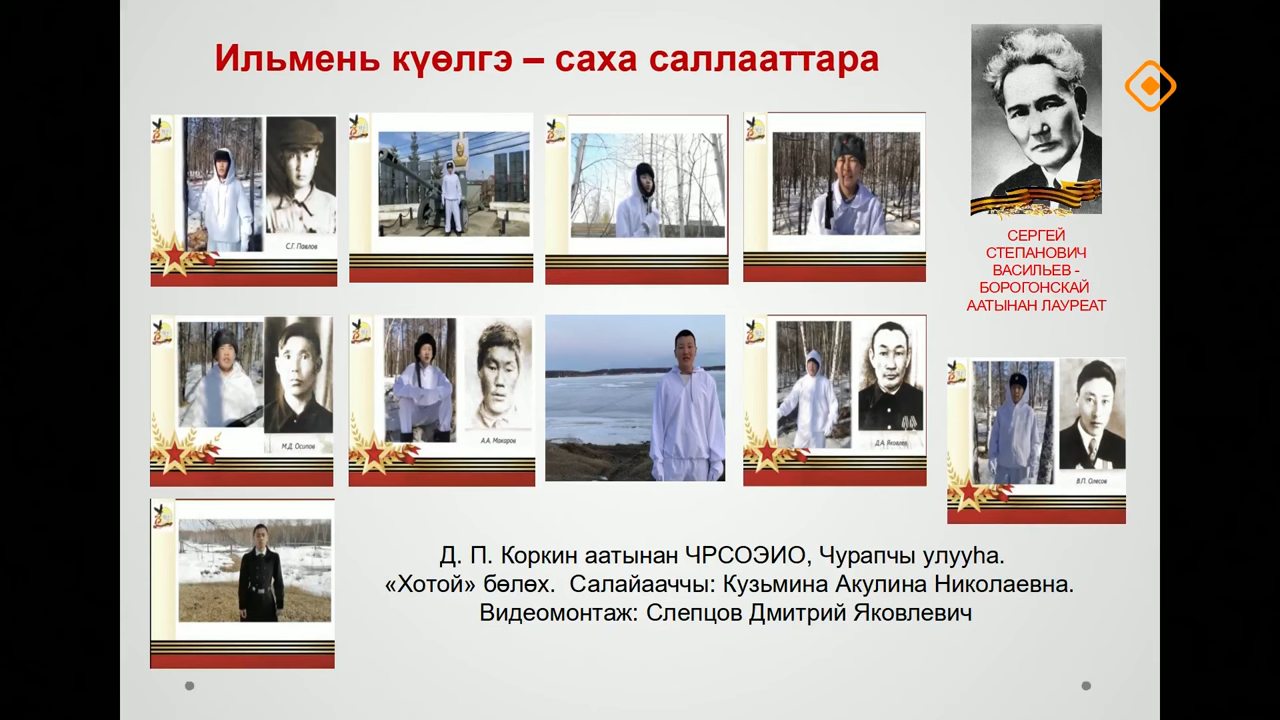 Ильмень күөлгэ – саха саллааттара
СЕРГЕЙ
СТЕПАНОВИЧ
ВАСИЛЬЕВ -
БОРОГОНСКАЙ
ААТЫНАН ЛАУРЕАТ
С.Г. Павлов
М.Д. Осипов
А.А. Макаров
Д.А. Яковлев
В.П. Олесов
Д. П. Коркин аатынан ЧРСОЭИО, Чурапчы улууһа.
«Хотой» бөлөх. Салайааччы: Кузьмина Акулина Николаевна.
Видеомонтаж: Слепцов Дмитрий Яковлевич